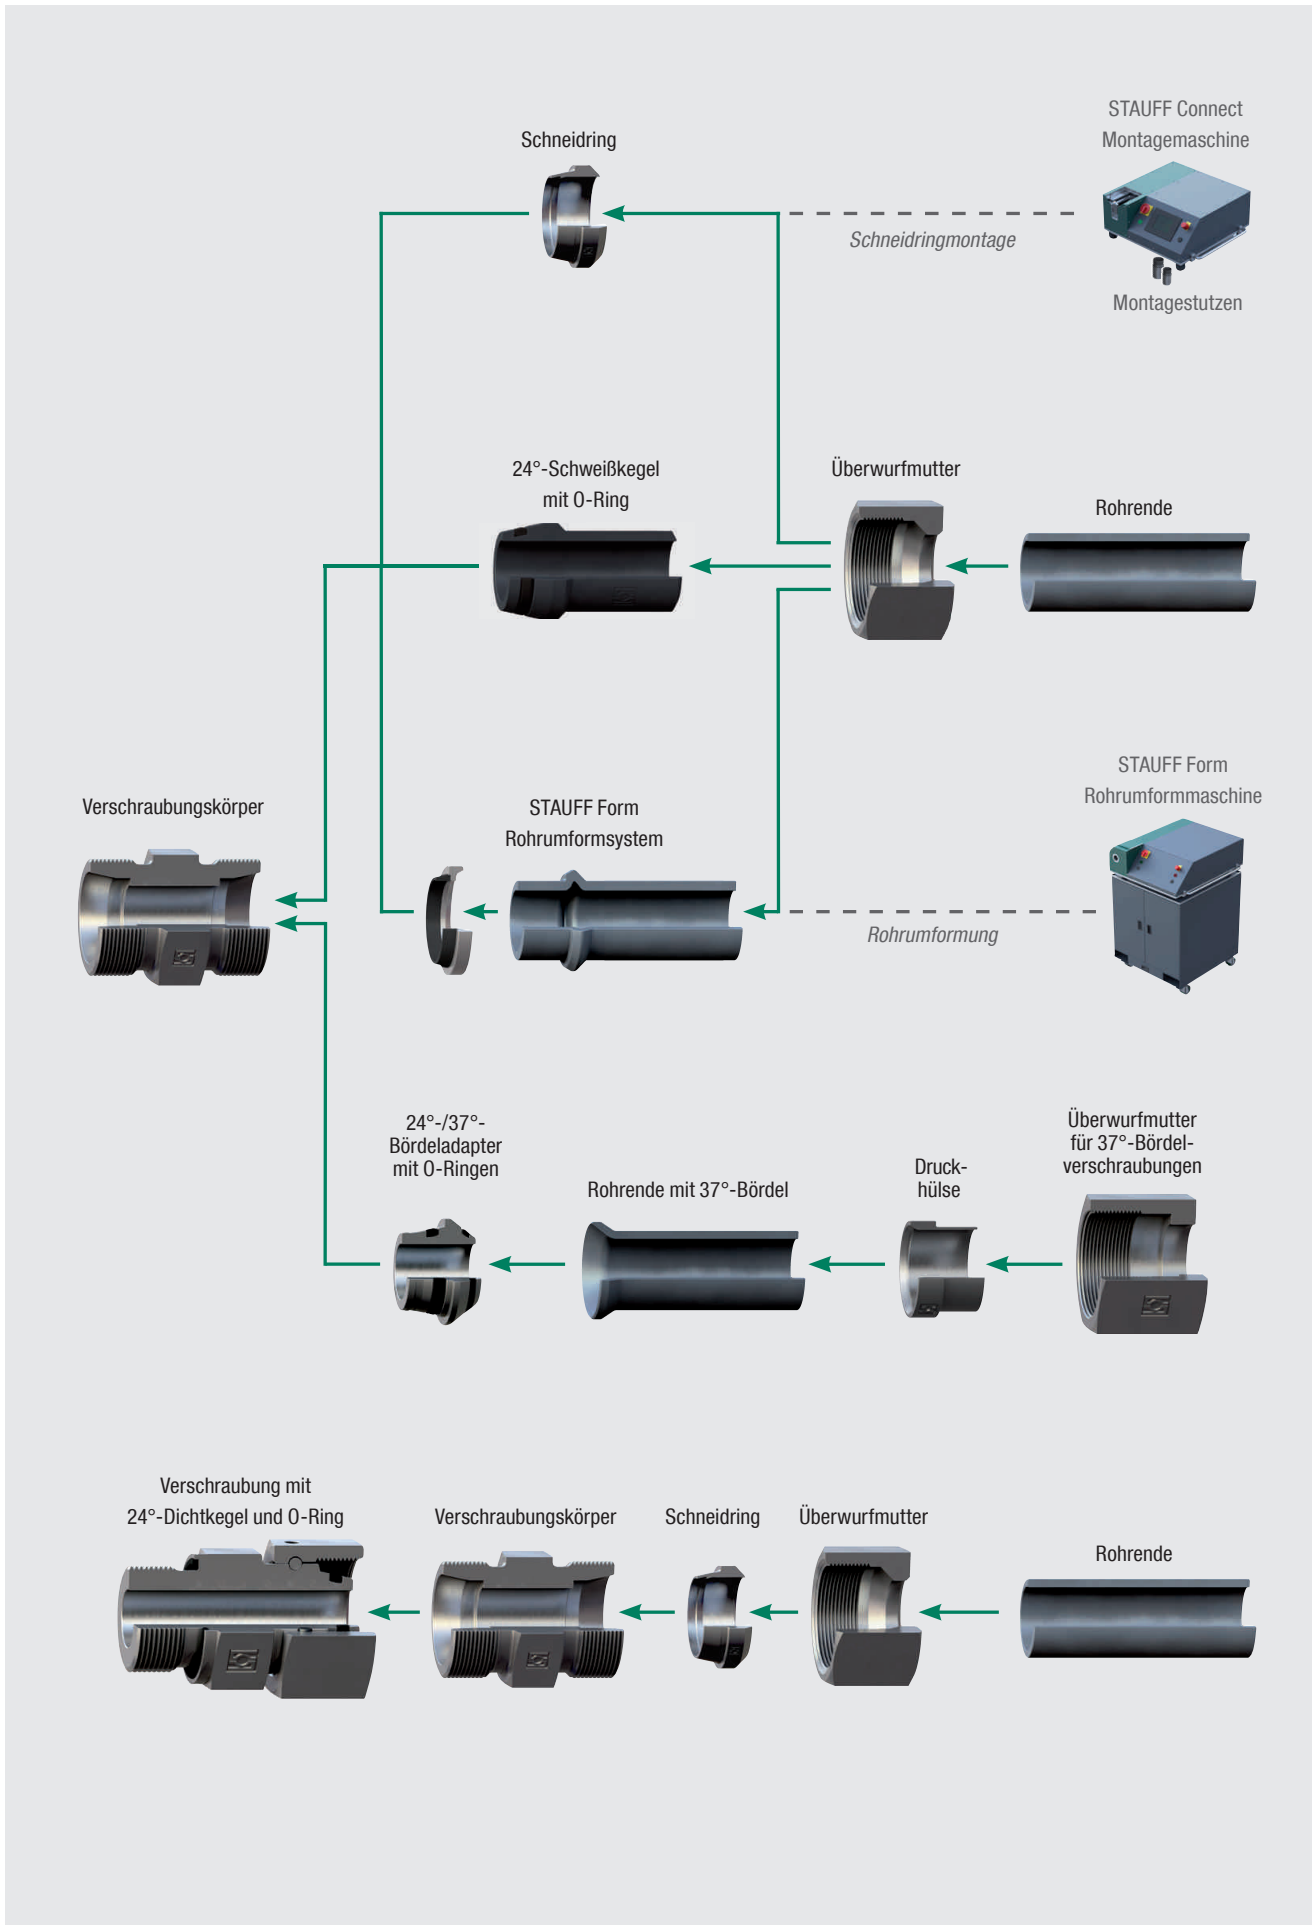 STAUFF Connect
Montagemaschine
Schneidring
Schneidringmontage
Montagestutzen
24°-Schweißkegel
mit O-Ring
Überwurfmutter
Rohrende
STAUFF Form
Rohrumformmaschine
Verschraubungskörper
STAUFF Form
Rohrumformsystem
Rohrumformung
24°-/37°-
Bördeladapter
mit O-Ringen
Rohrende mit 37°-Bördel
Druck-
hülse
Überwurfmutter
für 37°-Bördel-
verschraubungen
Verschraubung mit
24°-Dichtkegel und O-Ring
Verschraubungskörper
Schneidring
Überwurfmutter
Rohrende